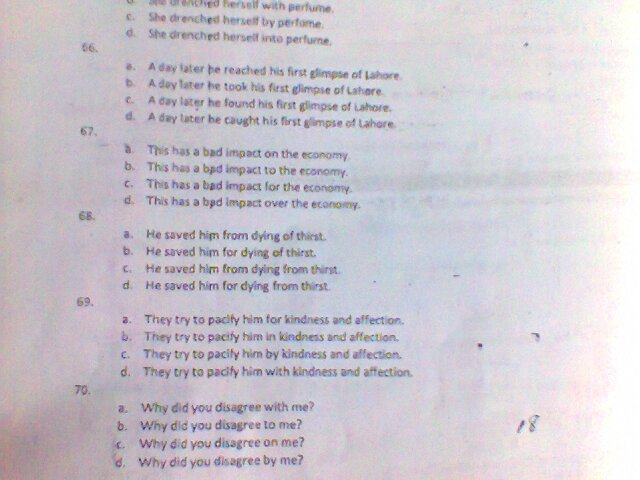 b. She drenched herself with perfume.
c. She drenched herself by perfume.
d. She drenched herself into perfume.
66.
a. A day later he reached his first glimpse of Lahore.
b. A day later he took his first glimpse of Lahore.
c. A day later he found his first glimpse of Lahore.
d. A day later he caught his first glimpse of Lahore.
67.
a. This has a bad impact on the economy.
b. This has a bad impact to the economy.
c. This has a bad impact for the economy.
d. This has a bad impact over the economy.
68.
a. He saved him from dying of thirst.
b. He saved him for dying of thirst.
c. He saved him from dying from thirst.
d. He saved him for dying from thirst.
69.
a. They try to pacify him for kindness and affection.
b. They try to pacify him in kindness and affection.
c. They try to pacify him by kindness and affection.
d. They try to pacify him with kindness and affection.
70.
a. Why did you disagree with me?
b. Why did you disagree to me?
c. Why did you disagree on me?
d. Why did you disagree by me?
18